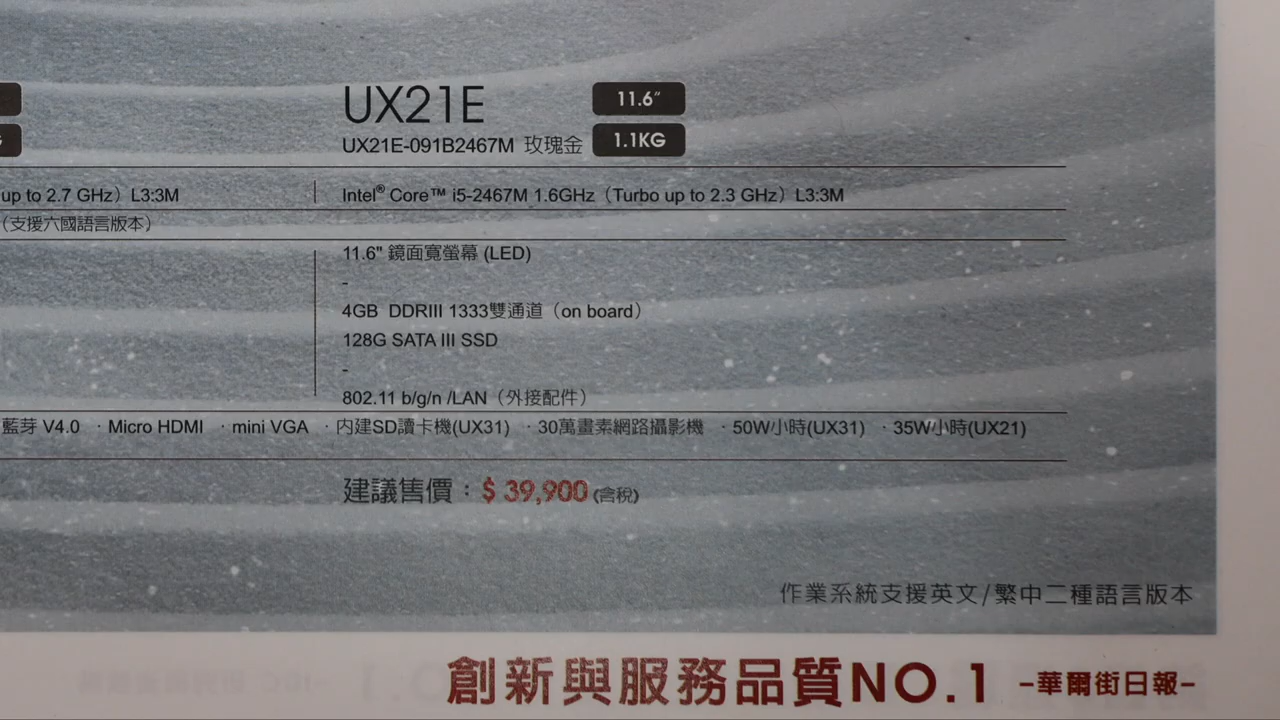 UX21E 11.6"
UX21E-091B2467M 玫瑰金 1.1KG
up to 2.7 GHz）L3:3M
Intel® Core™ i5-2467M 1.6GHz（Turbo up to 2.3 GHz）L3:3M
（支援六國語言版本）
11.6" 鏡面寬螢幕 (LED)
-
4GB DDRIII 1333雙通道（on board）
128G SATA III SSD
-
802.11 b/g/n /LAN（外接配件）
藍芽 V4.0 ·Micro HDMI ·mini VGA ·內建SD讀卡機(UX31) ·30萬畫素網路攝影機 ·50W小時(UX31) ·35W小時(UX21)
建議售價：$ 39,900 (含稅)
作業系統支援英文/繁中二種語言版本
創新與服務品質NO.1 –華爾街日報–